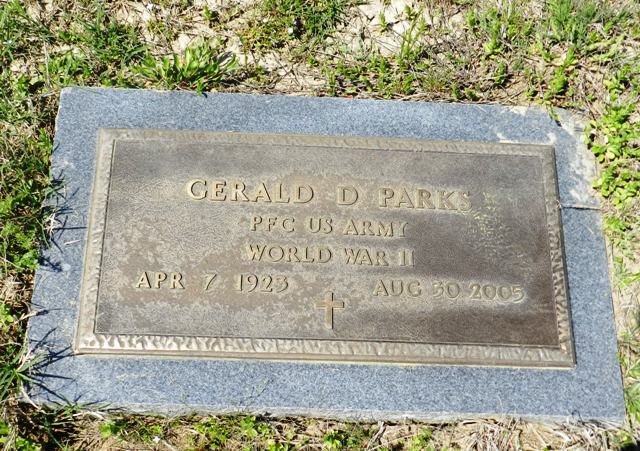 GERALD D PARKS
PFC US ARMY
WORLD WAR II
APR 7 1923 AUG 30 2005